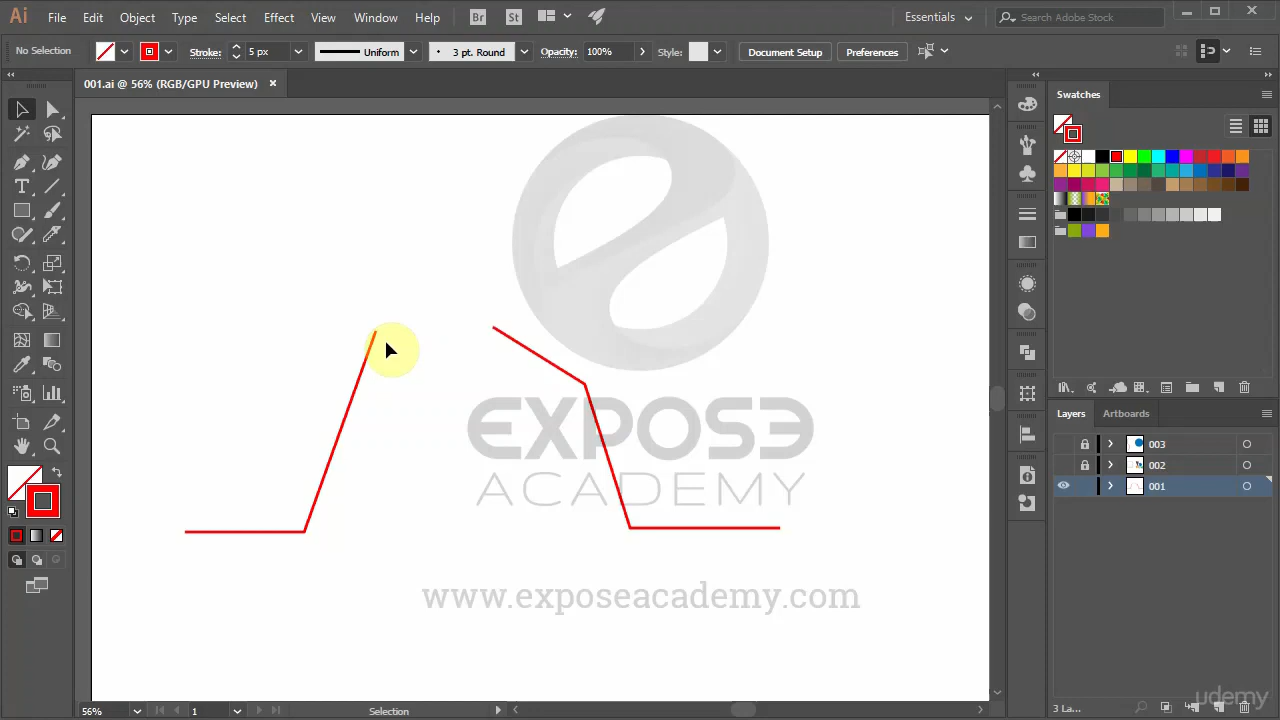 Ai File Edit Object Type Select Effect View Window Help Br St Essentials Search Adobe Stock
No Selection Stroke: 5 px Uniform 3 pt. Round Opacity: 100% Style: Document Setup Preferences
001.ai @ 56% (RGB/GPU Preview) ×
Swatches
EXPOSE
ACADEMY
www.exposeacademy.com
Layers Artboards
003
002
001
56% 1 Selection
3 La...
udemy